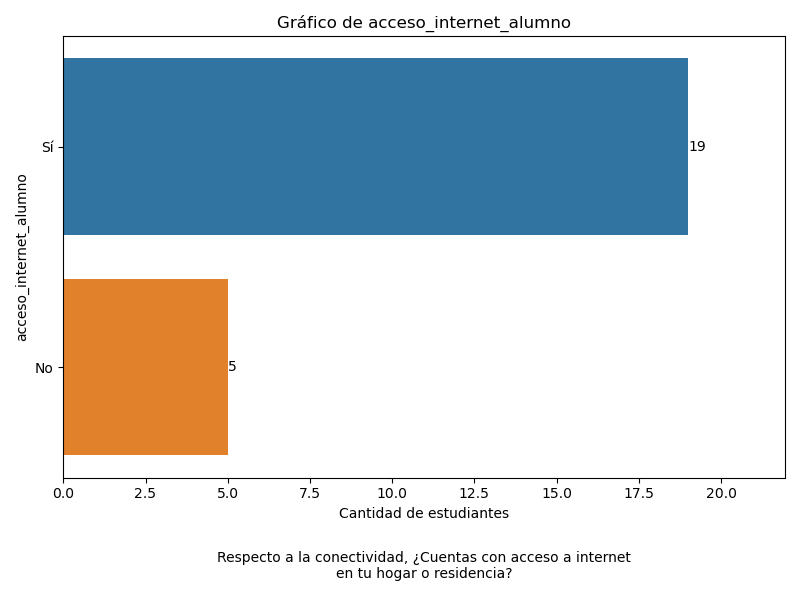 Gráfico de acceso_internet_alumno
acceso_internet_alumno
Sí
19
No
5
0.0 2.5 5.0 7.5 10.0 12.5 15.0 17.5 20.0
Cantidad de estudiantes
Respecto a la conectividad, ¿Cuentas con acceso a internet
en tu hogar o residencia?